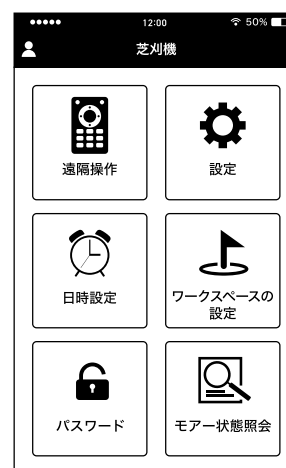 12:00
50%
芝刈機
遠隔操作
設定
日時設定
ワークスペースの
設定
パスワード
モアー状態照会